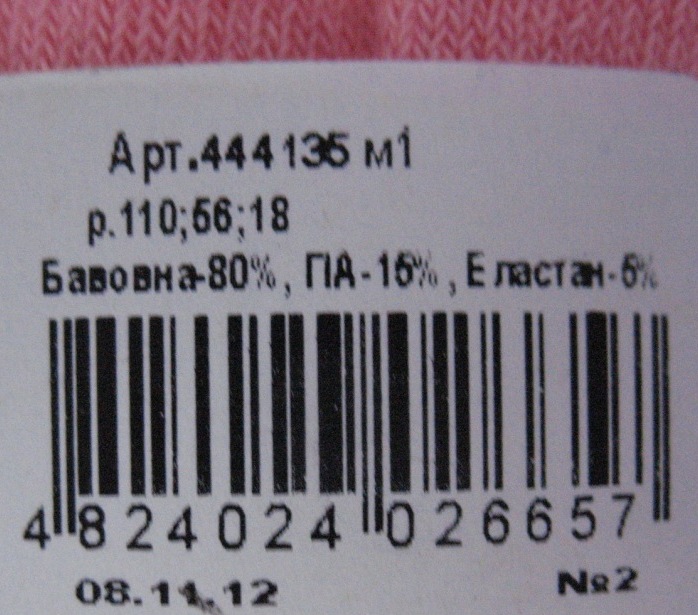 Арт.444135 м1
р.110;56;18
Бавовна-80%, ПА-15%, Еластан-5%
4 824024 026657
08.11.12 №2